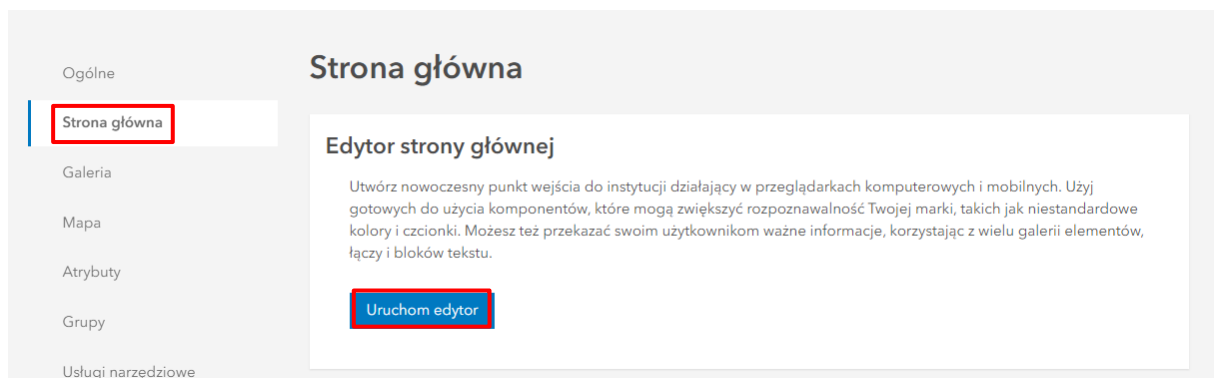 Ogólne
Strona główna
Galeria
Mapa
Atrybuty
Grupy
Usługi narzędziowe
Strona główna
Edytor strony głównej
Utwórz nowoczesny punkt wejścia do instytucji działający w przeglądarkach komputerowych i mobilnych. Użyj
gotowych do użycia komponentów, które mogą zwiększyć rozpoznawalność Twojej marki, takich jak niestandardowe
kolory i czcionki. Możesz też przekazać swoim użytkownikom ważne informacje, korzystając z wielu galerii elementów,
łączy i bloków tekstu.
Uruchom edytor